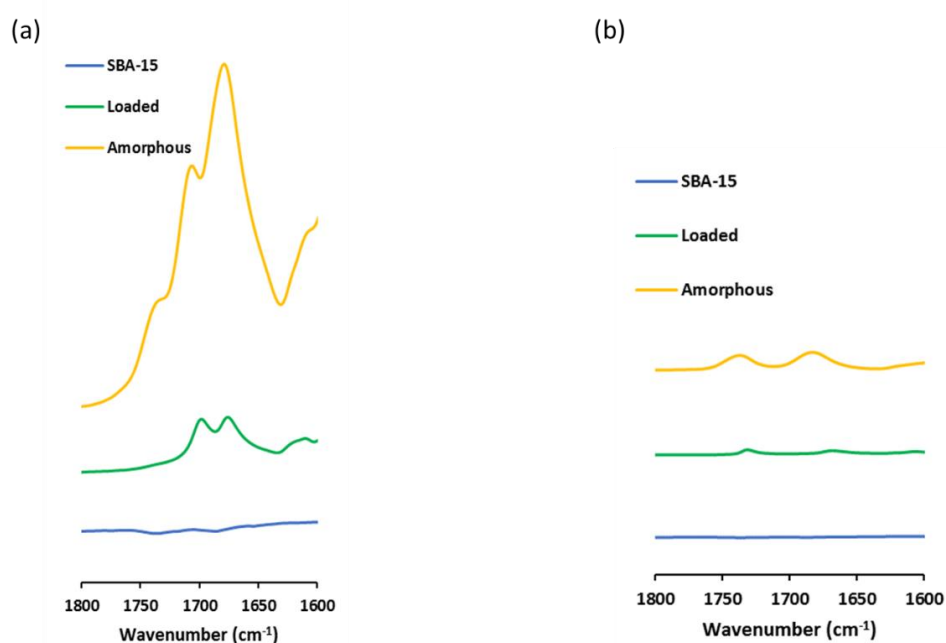 (a)
SBA-15
Loaded
Amorphous
1800 1750 1700 1650 1600
Wavenumber (cm⁻¹)
(b)
SBA-15
Loaded
Amorphous
1800 1750 1700 1650 1600
Wavenumber (cm⁻¹)